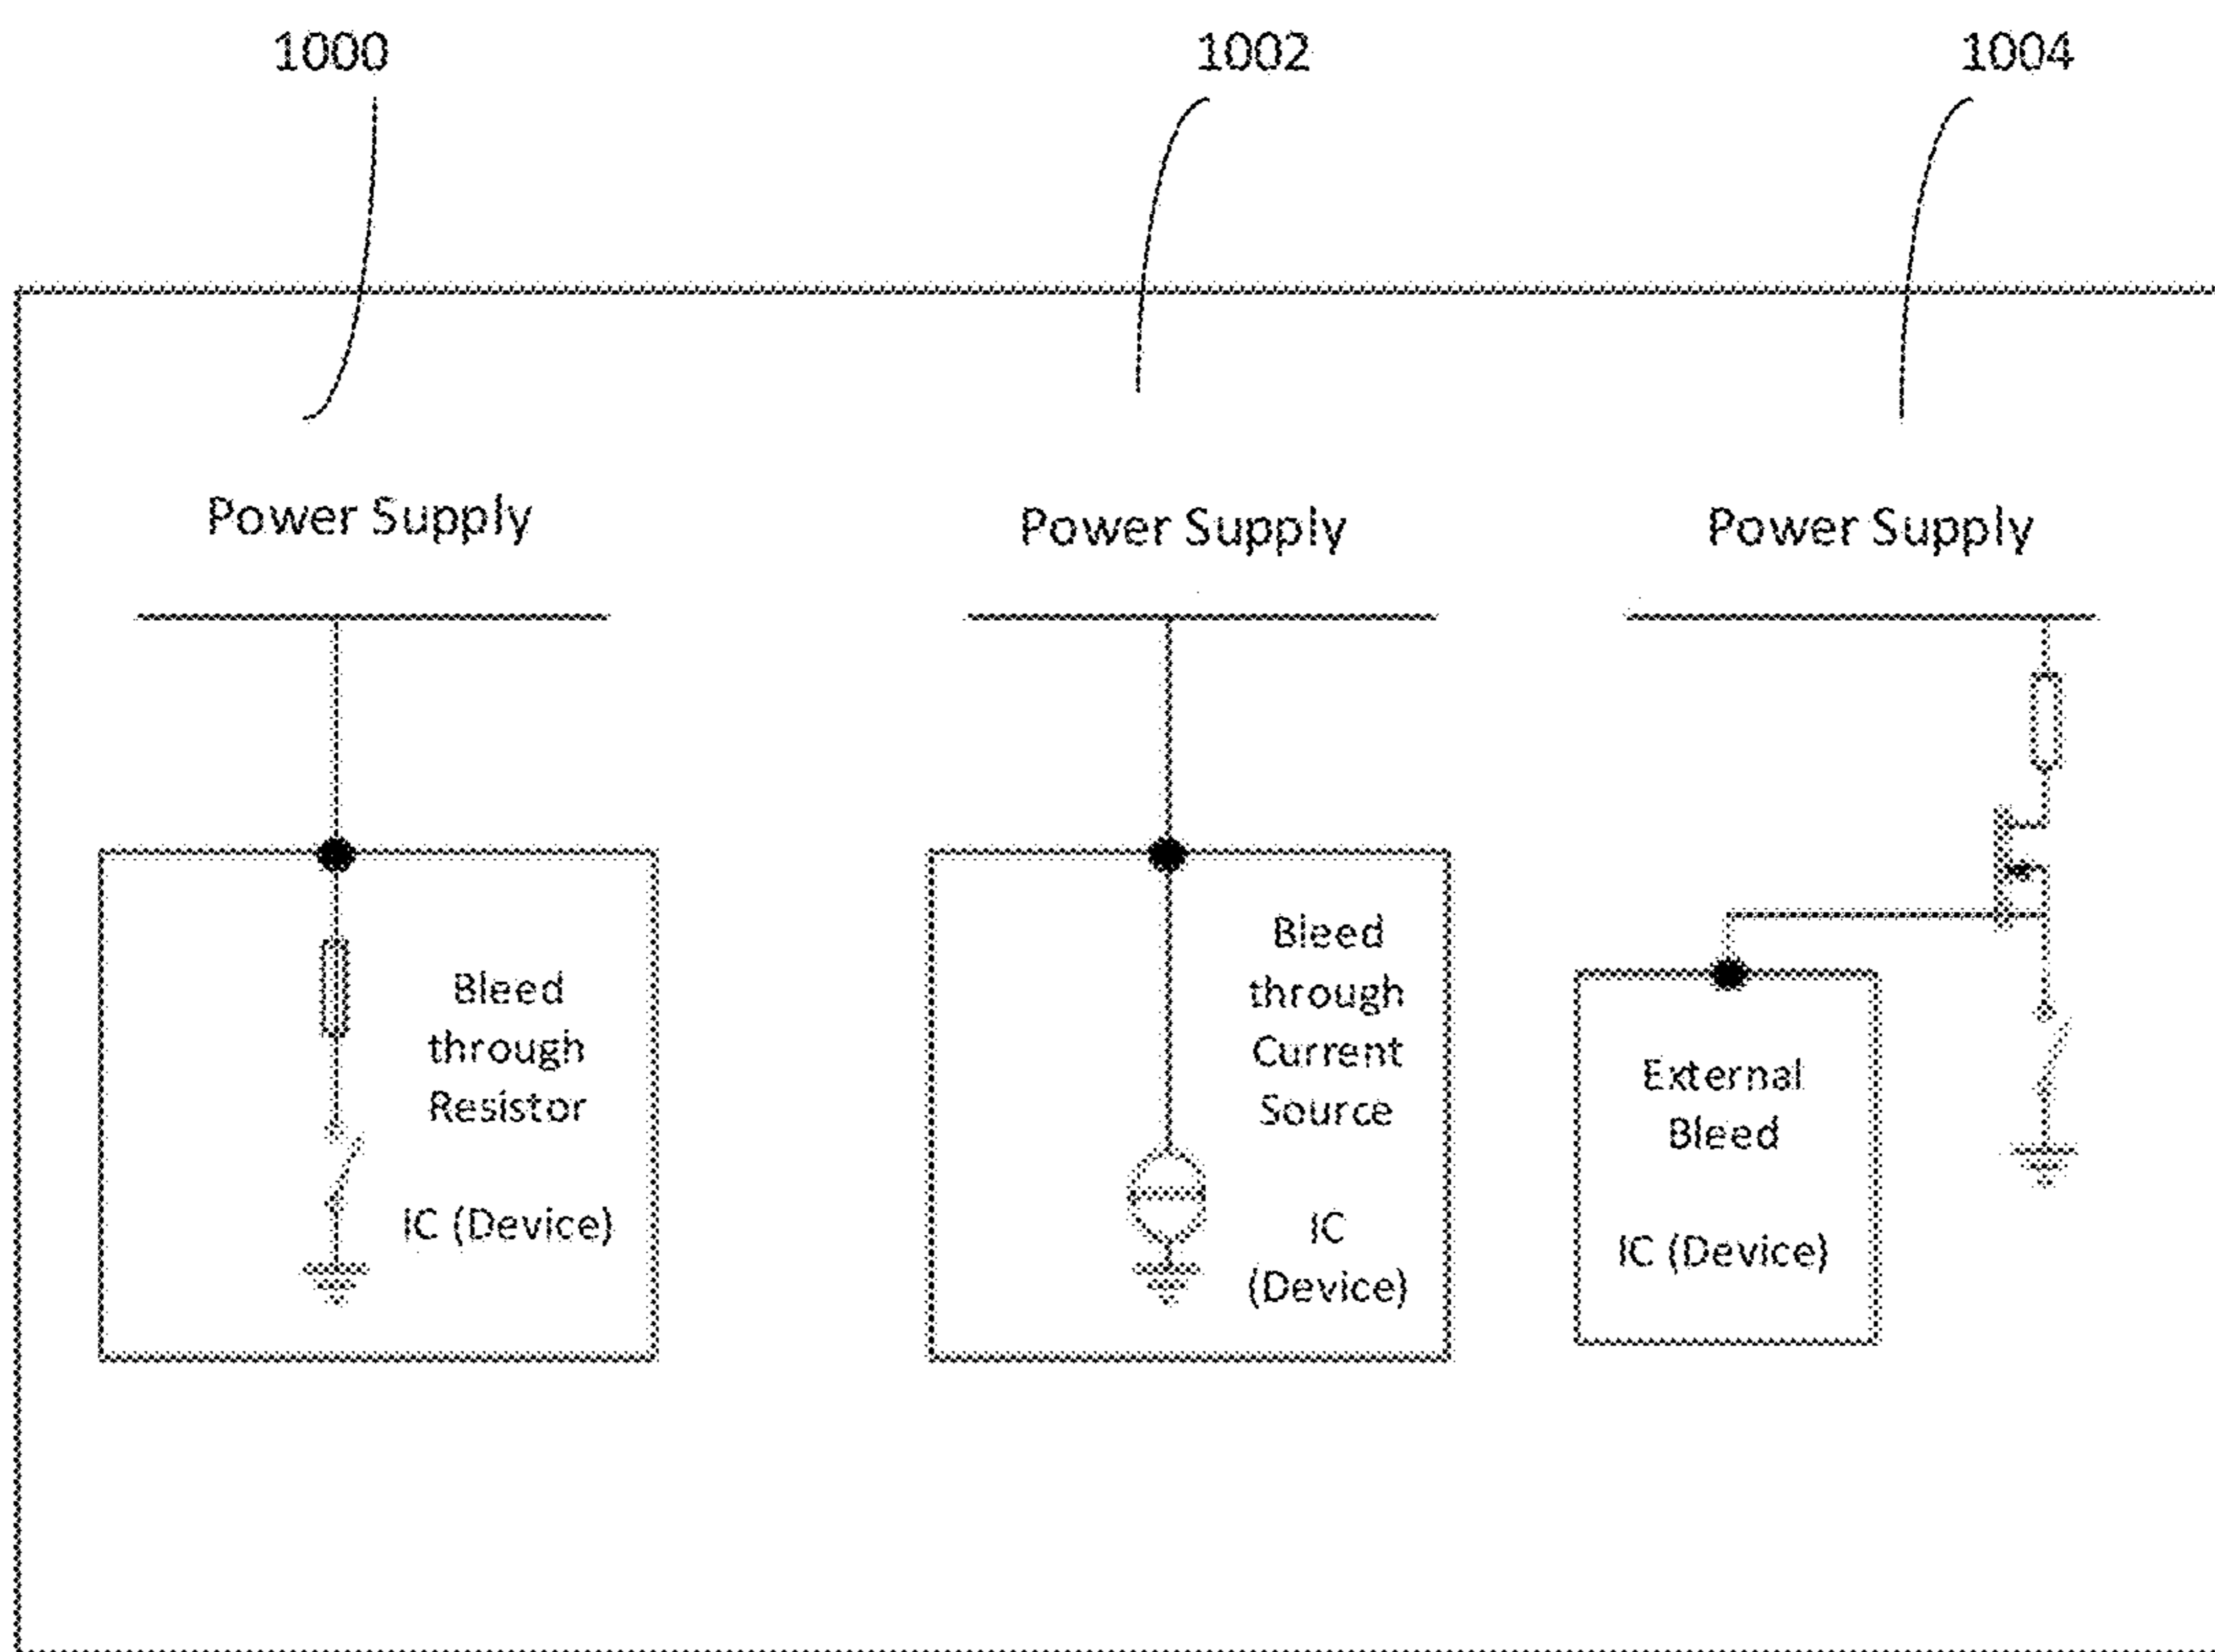 1000
1002
1004
Power Supply
Power Supply
Power Supply
Bleed
through
Resistor
IC (Device)
Bleed
through
Current
Source
IC
(Device)
External
Bleed
IC (Device)